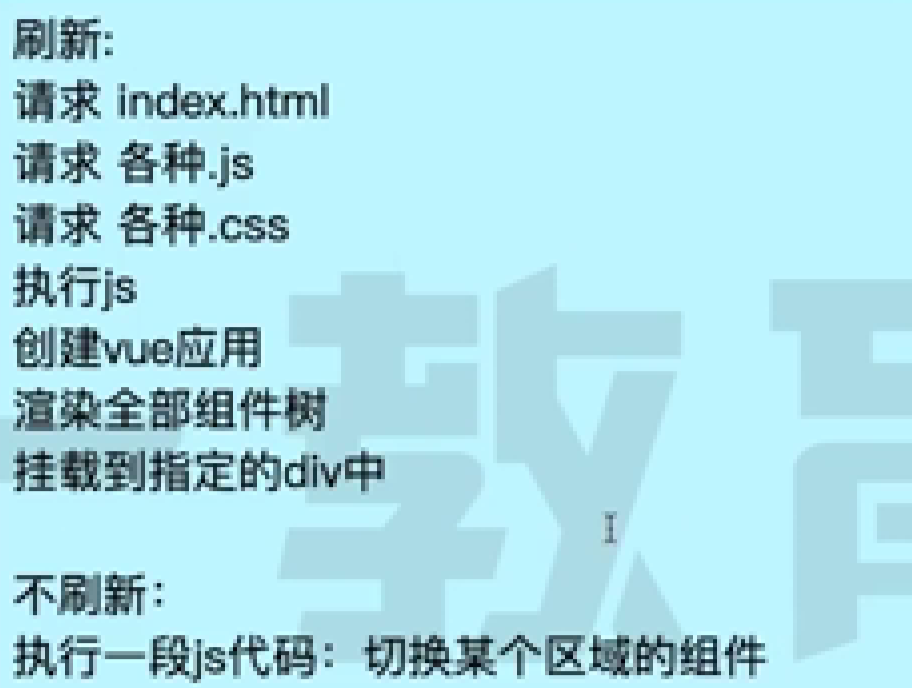 刷新:
请求 index.html
请求 各种.js
请求 各种.css
执行js
创建vue应用
渲染全部组件树
挂载到指定的div中
不刷新：
执行一段js代码：切换某个区域的组件
教育